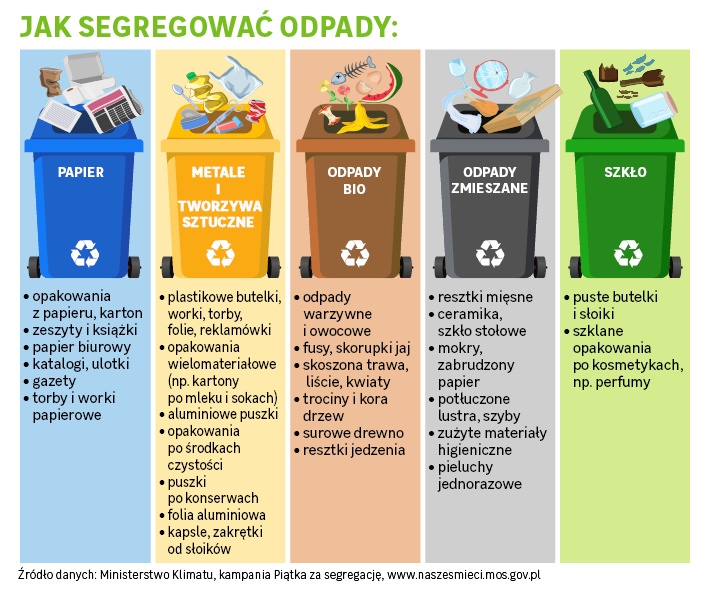 JAK SEGREGOWAĆ ODPADY:
PAPIER
• opakowania
z papieru, karton
• zeszyty i książki
• papier biurowy
• katalogi, ulotki
• gazety
• torby i worki
papierowe
METALE
I
TWORZYWA
SZTUCZNE
• plastikowe butelki,
worki, torby,
folie, reklamówki
• opakowania
wielomateriałowe
(np. kartony
po mleku i sokach)
• aluminiowe puszki
• opakowania
po środkach
czystości
• puszki
po konserwach
• folia aluminiowa
• kapsle, zakrętki
od słoików
ODPADY
BIO
• odpady
warzywne
i owocowe
• fusy, skorupki jaj
• skoszona trawa,
liście, kwiaty
• trociny i kora
drzew
• surowe drewno
• resztki jedzenia
ODPADY
ZMIESZANE
• resztki mięsne
• ceramika,
szkło stołowe
• mokry,
zabrudzony
papier
• potłuczone
lustra, szyby
• zużyte materiały
higieniczne
• pieluchy
jednorazowe
SZKŁO
• puste butelki
i słoiki
• szklane
opakowania
po kosmetykach,
np. perfumy
Źródło danych: Ministerstwo Klimatu, kampania Piątka za segregację, www.naszesmieci.mos.gov.pl